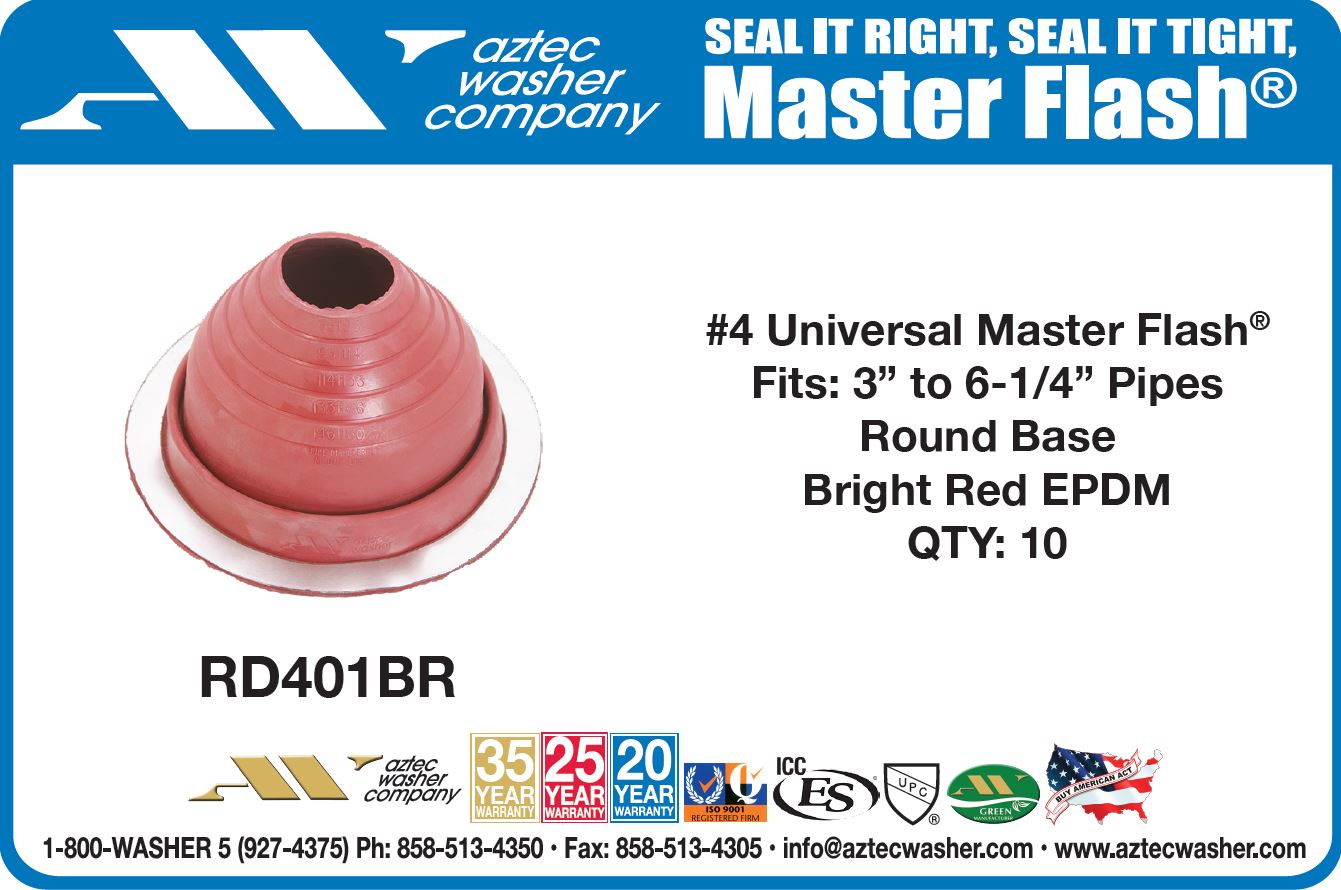 aztec
washer
company
SEAL IT RIGHT, SEAL IT TIGHT,
Master Flash®
#4 Universal Master Flash®
Fits: 3” to 6-1/4” Pipes
Round Base
Bright Red EPDM
QTY: 10
RD401BR
aztec
washer
company
35
YEAR
WARRANTY
25
YEAR
WARRANTY
20
YEAR
WARRANTY
ISO 9001
REGISTERED FIRM
ICC
ES
UPC
®
GREEN
MANUFACTURER
BUY AMERICAN ACT
1-800-WASHER 5 (927-4375) Ph: 858-513-4350 · Fax: 858-513-4305 · info@aztecwasher.com · www.aztecwasher.com